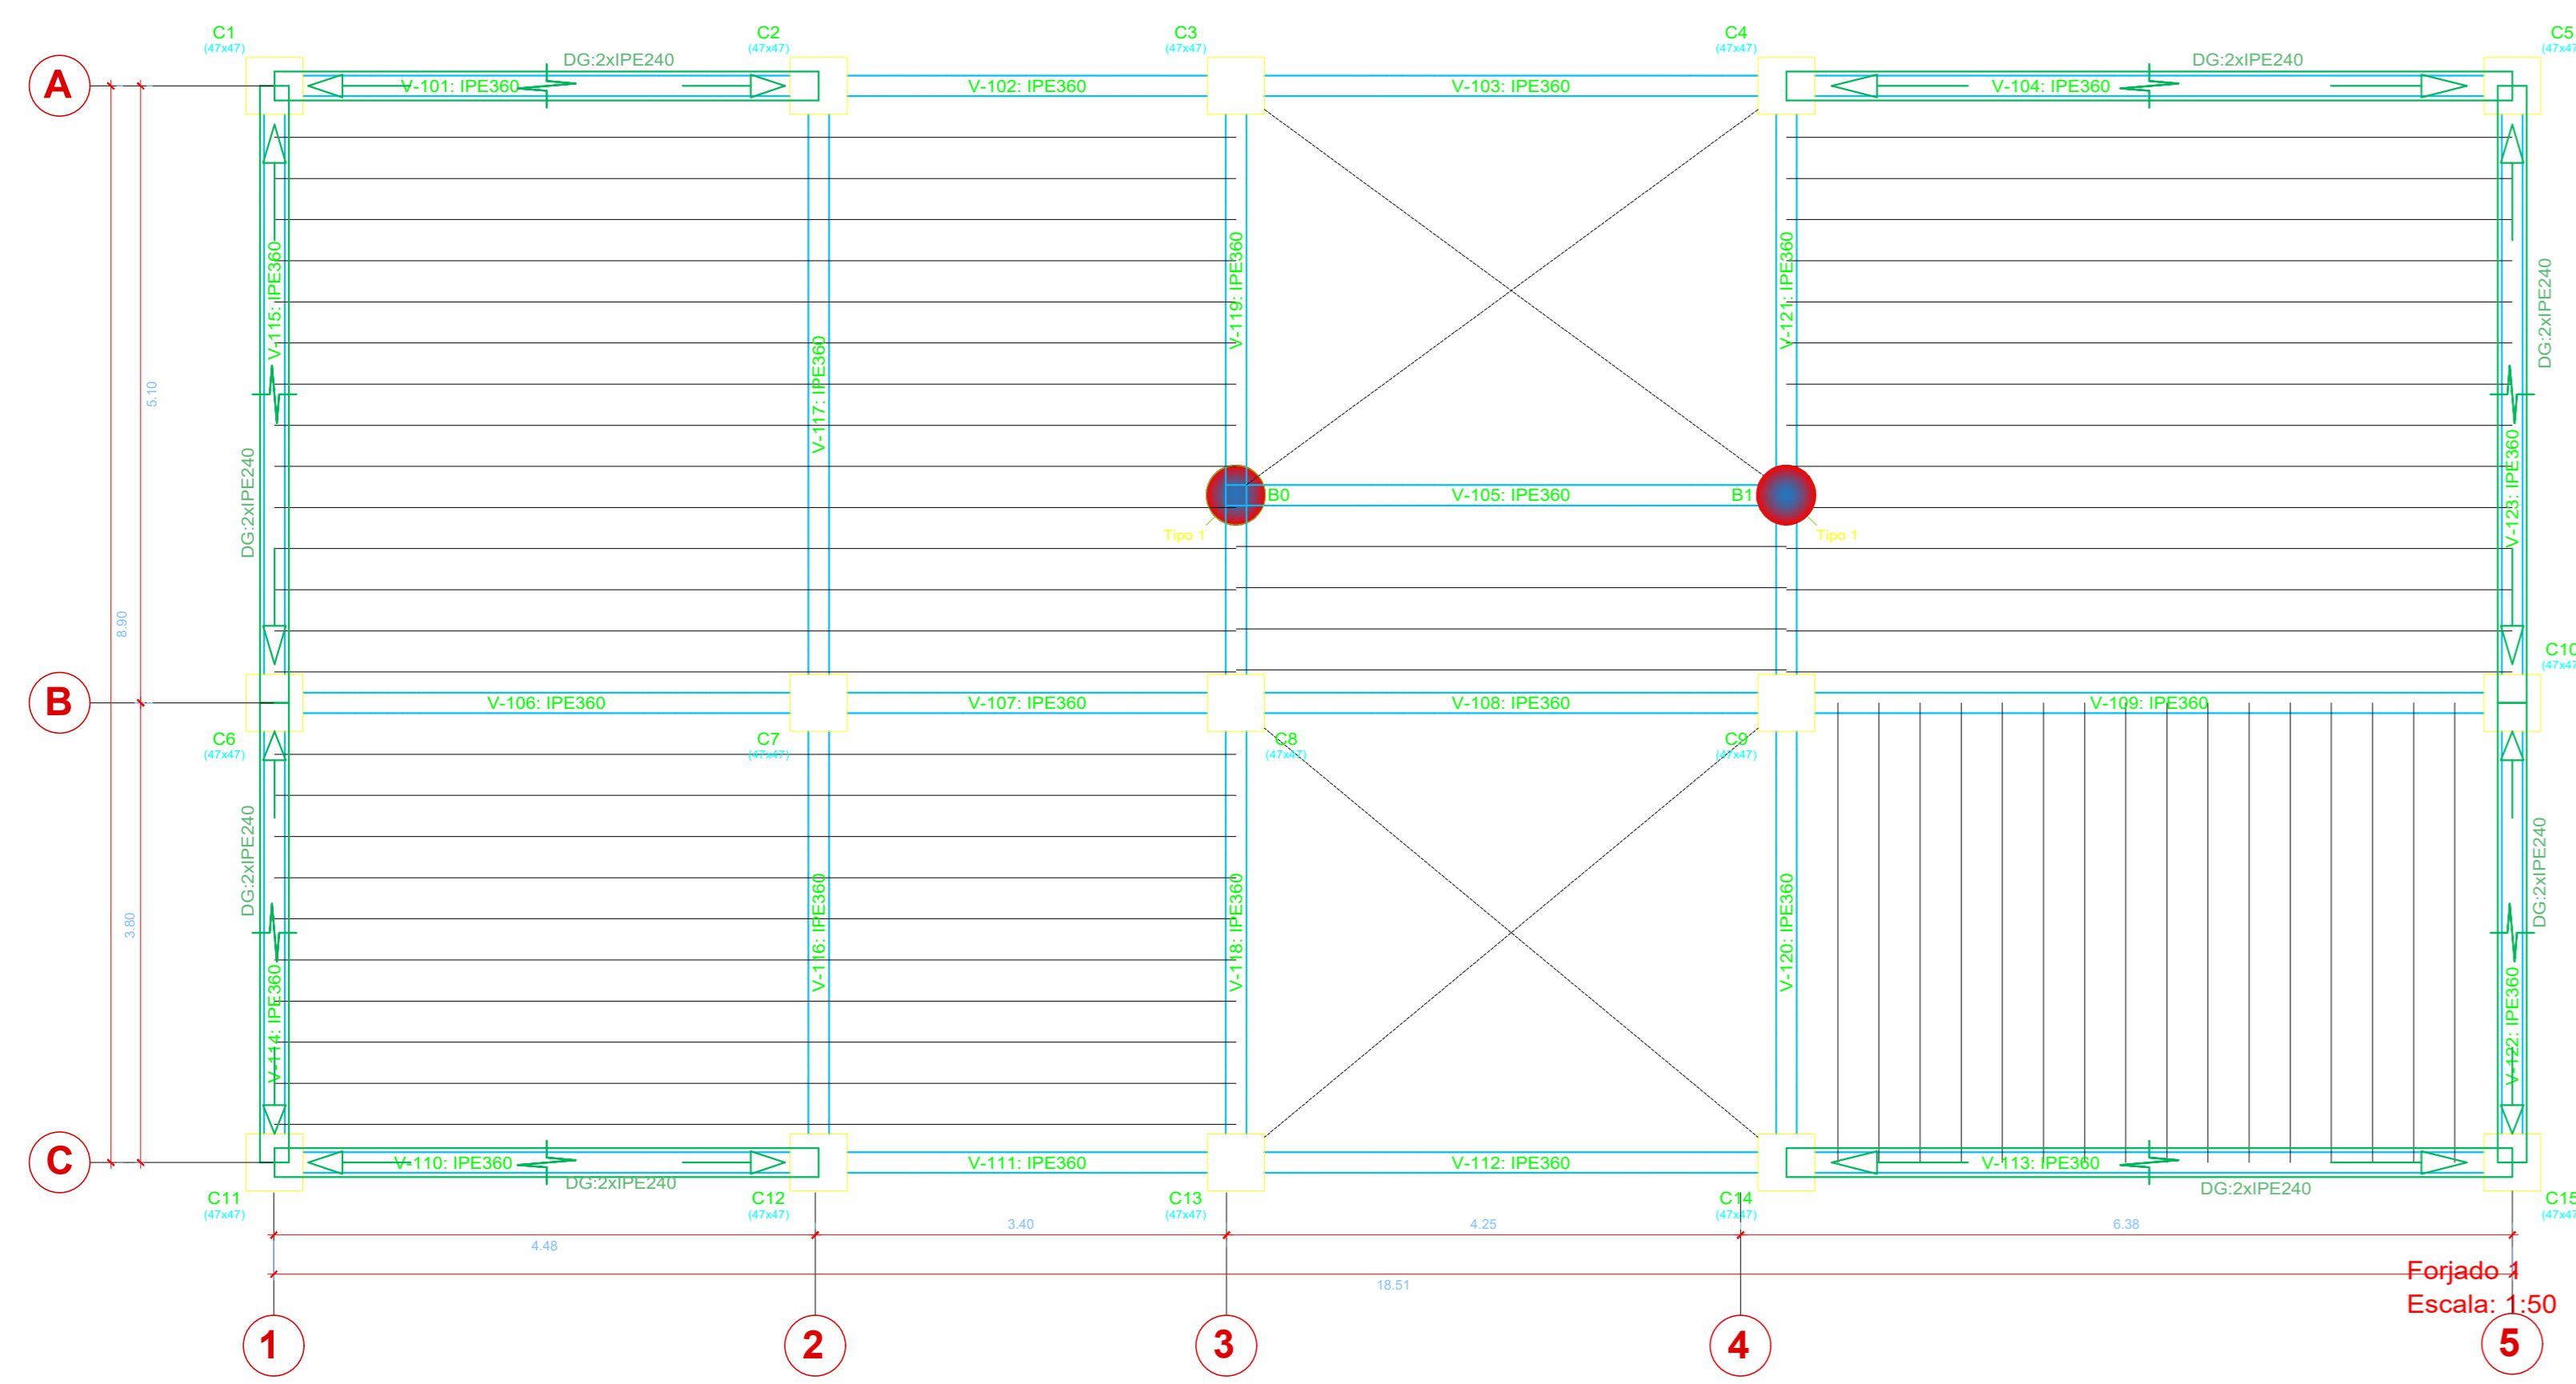 C1
(47x47)
C2
(47x47)
C3
(47x47)
C4
(47x47)
C5
(47x47
DG:2xIPE240
DG:2xIPE240
A
V-101: IPE360
V-102: IPE360
V-103: IPE360
V-104: IPE360
V-115: IPE360
V-117: IPE360
V-119: IPE360
V-121: IPE360
DG:2xIPE240
5.10
DG:2xIPE240
V-123: IPE360
B0
V-105: IPE360
B1
Tipo 1
Tipo 1
8.90
C10
(47x47
B
V-106: IPE360
V-107: IPE360
V-108: IPE360
V-109: IPE360
C6
(47x47)
C7
(47x47)
C8
(47x47)
C9
(47x47)
DG:2xIPE240
DG:2xIPE240
3.80
V-114: IPE360
V-116: IPE360
V-118: IPE360
V-120: IPE360
V-122: IPE360
C
V-110: IPE360
V-111: IPE360
V-112: IPE360
V-113: IPE360
DG:2xIPE240
DG:2xIPE240
C11
(47x47)
C12
(47x47)
C13
(47x47)
C14
(47x47)
C15
(47x47
4.48
3.40
4.25
6.38
18.51
Forjado 1
Escala: 1:50
1
2
3
4
5